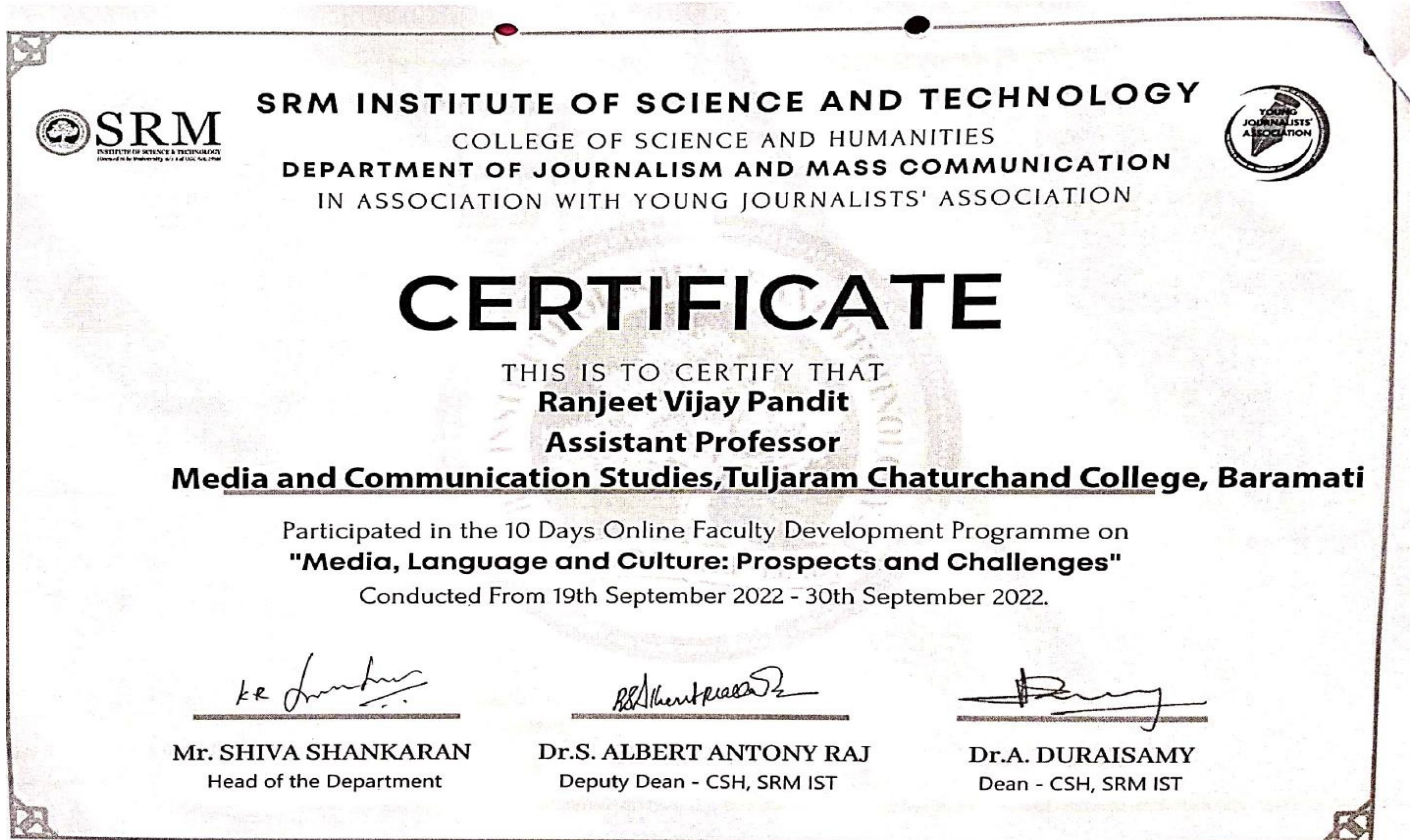 SRM INSTITUTE OF SCIENCE AND TECHNOLOGY
COLLEGE OF SCIENCE AND HUMANITIES
DEPARTMENT OF JOURNALISM AND MASS COMMUNICATION
IN ASSOCIATION WITH YOUNG JOURNALISTS' ASSOCIATION
SRM
INSTITUTE OF SCIENCE & TECHNOLOGY
YOUNG
JOURNALISTS'
ASSOCIATION
CERTIFICATE
THIS IS TO CERTIFY THAT
Ranjeet Vijay Pandit
Assistant Professor
Media and Communication Studies,Tuljaram Chaturchand College, Baramati
Participated in the 10 Days Online Faculty Development Programme on
"Media, Language and Culture: Prospects and Challenges"
Conducted From 19th September 2022 - 30th September 2022.
Mr. SHIVA SHANKARAN
Head of the Department
Dr.S. ALBERT ANTONY RAJ
Deputy Dean - CSH, SRM IST
Dr.A. DURAISAMY
Dean - CSH, SRM IST